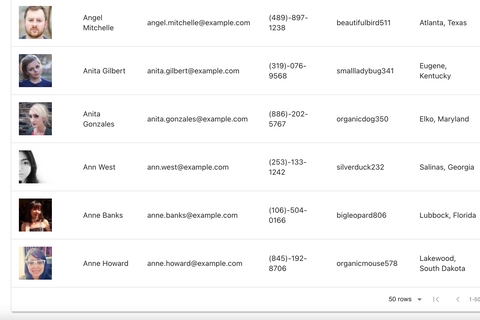 Angel Mitchelle angel.mitchelle@example.com (489)-897-1238 beautifulbird511 Atlanta, Texas
Anita Gilbert anita.gilbert@example.com (319)-076-9568 smallladybug341 Eugene, Kentucky
Anita Gonzales anita.gonzales@example.com (886)-202-5767 organicdog350 Elko, Maryland
Ann West ann.west@example.com (253)-133-1242 silverduck232 Salinas, Georgia
Anne Banks anne.banks@example.com (106)-504-0166 bigleopard806 Lubbock, Florida
Anne Howard anne.howard@example.com (845)-192-8706 organicmouse578 Lakewood, South Dakota
50 rows